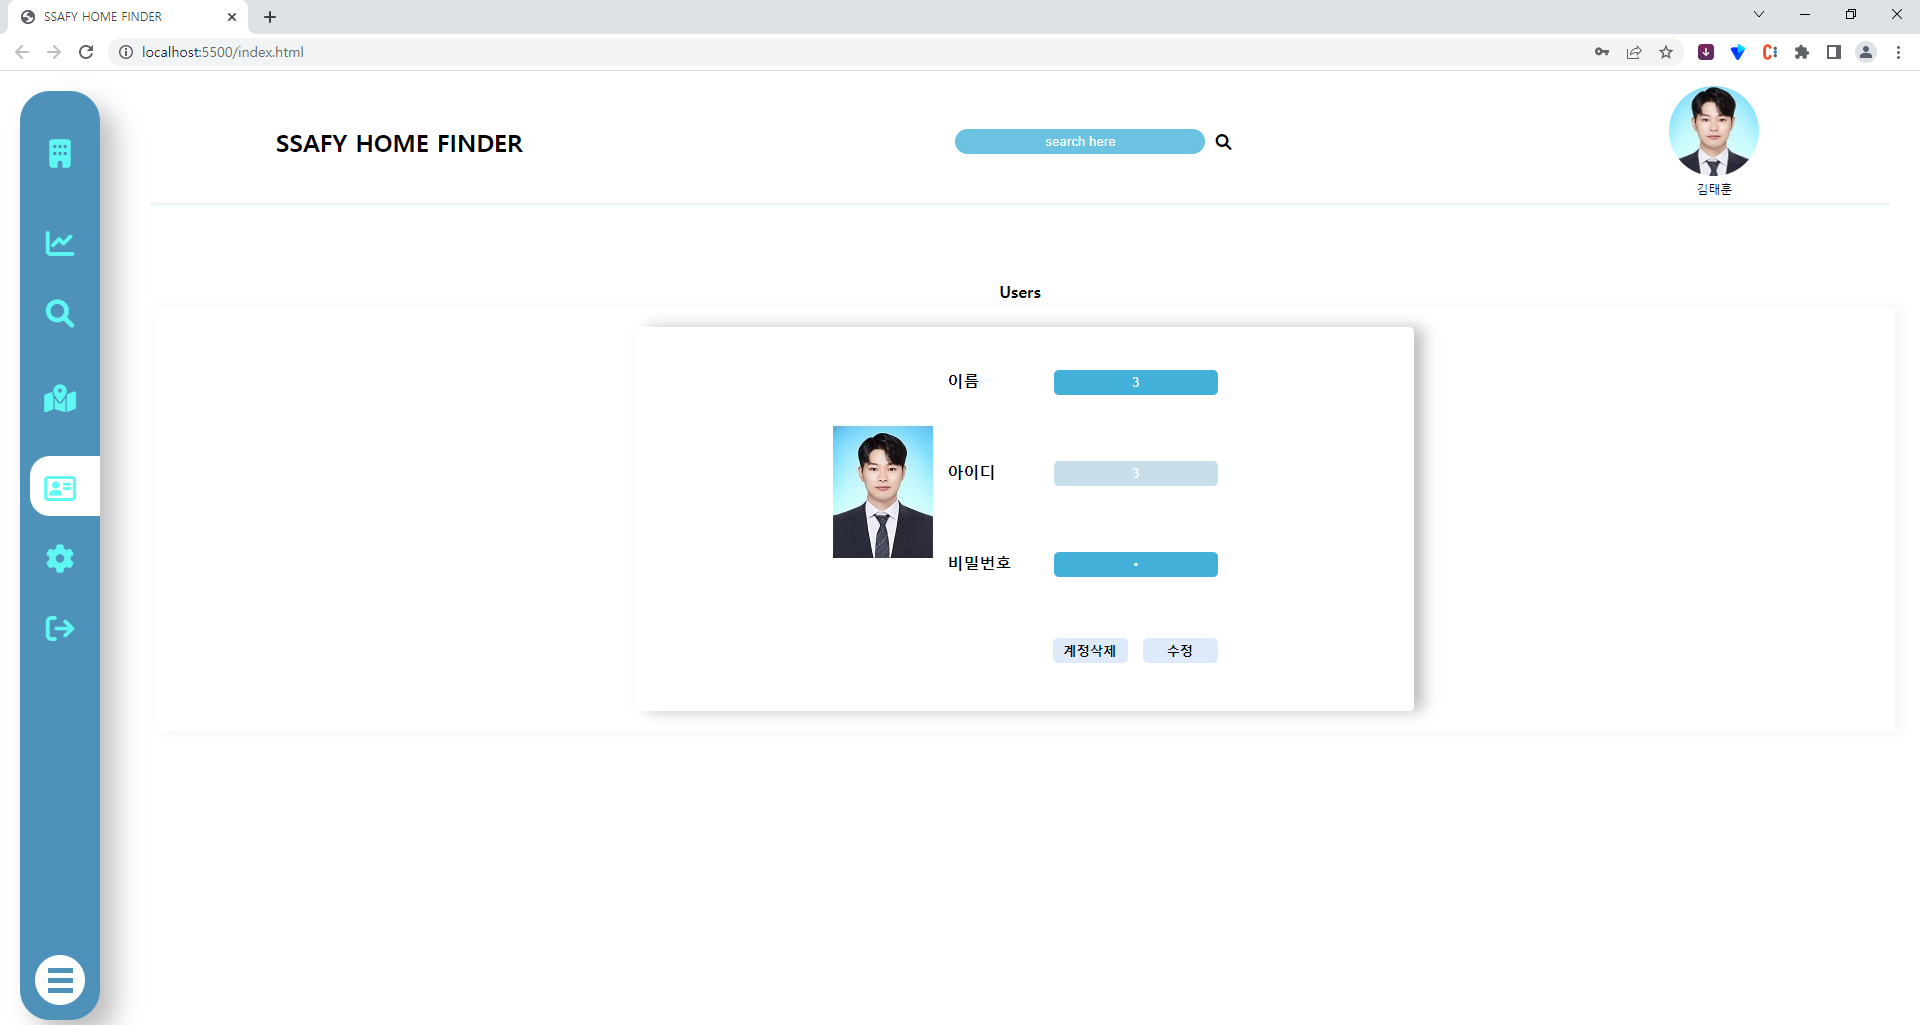 SSAFY HOME FINDER
localhost:5500/index.html
SSAFY HOME FINDER
search here
김태훈
Users
이름
3
아이디
3
비밀번호
•
계정삭제
수정